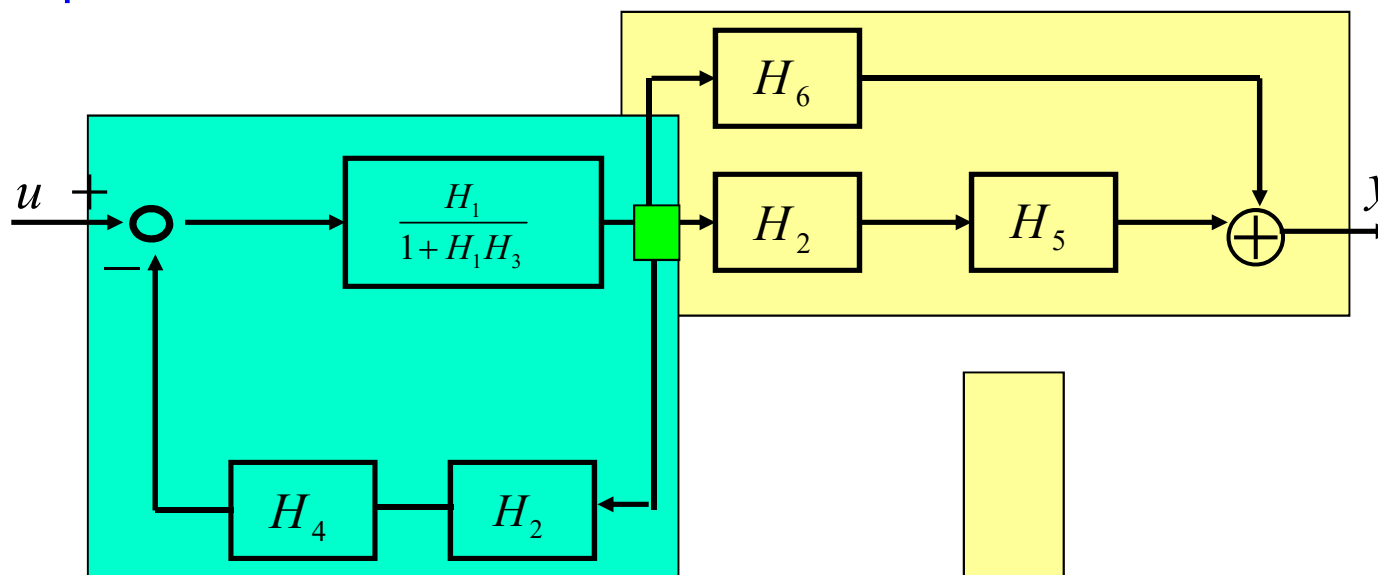 H₆
u + H₁ / (1 + H₁H₃) H₂ H₅ + y
−
H₄ H₂